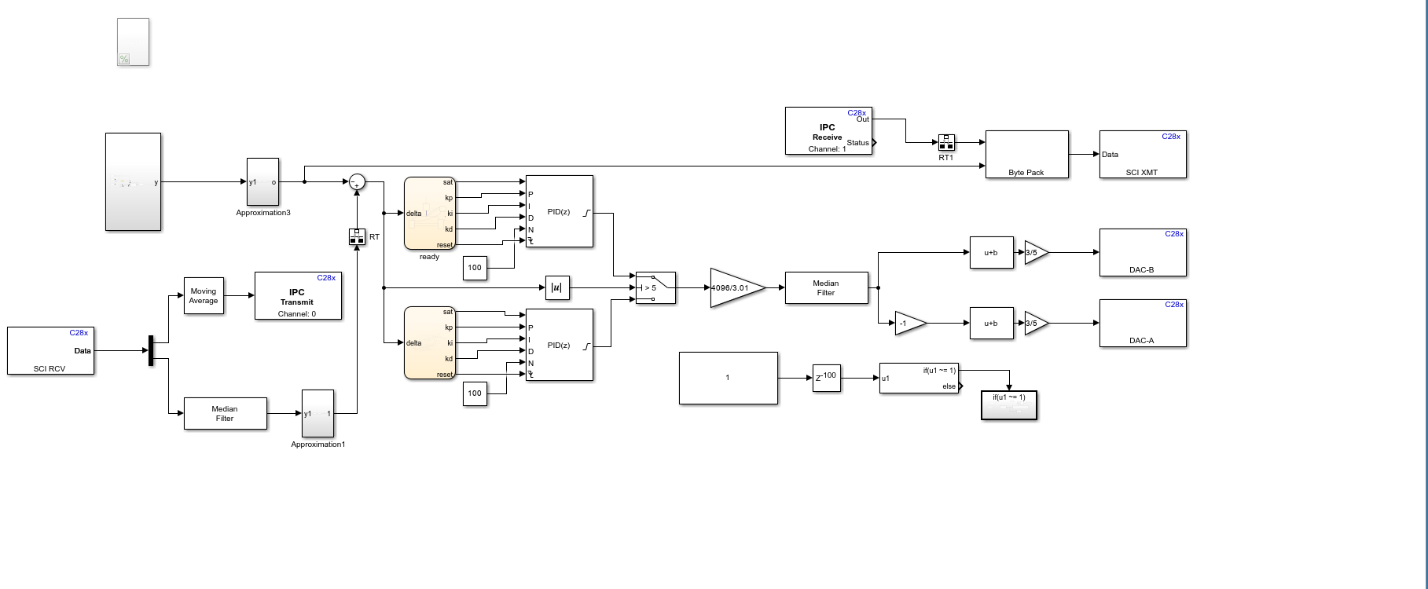 %
C28x
Out
IPC
Receive
Status
Channel: 1
RT1
Byte Pack
C28x
Data
SCI XMT
y
y1
o
Approximation3
-
+
RT
delta
sat
kp
ki
kd
reset
ready
100
P
I
D
N
PID(z)
|u|
> 5
4096/3.01
Median
Filter
u+b
3/5
C28x
DAC-B
-1
u+b
3/5
C28x
DAC-A
Moving
Average
C28x
IPC
Transmit
Channel: 0
C28x
Data
SCI RCV
Median
Filter
y1
1
Approximation1
delta
sat
kp
ki
kd
reset
100
P
I
D
N
PID(z)
1
Z-100
u1
if(u1 ~= 1)
else
if(u1 ~= 1)